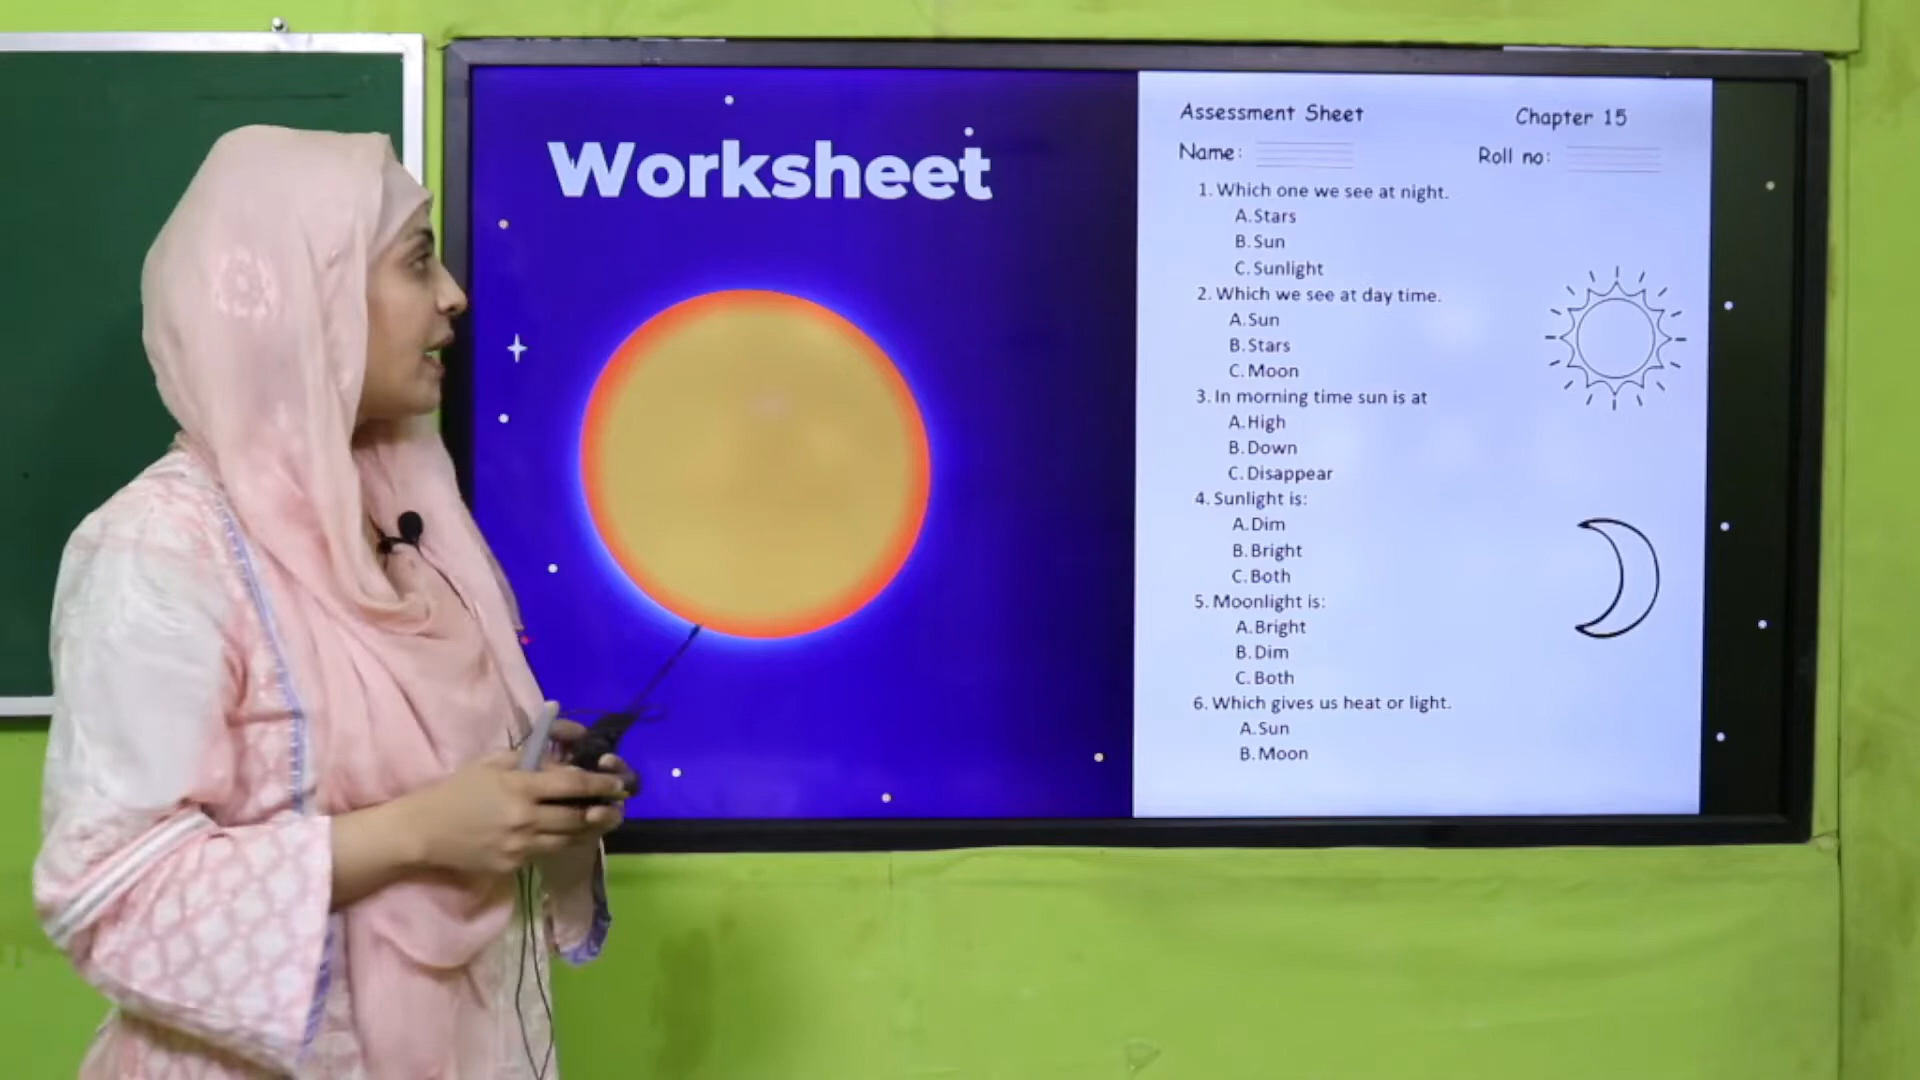 Worksheet
Assessment Sheet Chapter 15
Name: Roll no:
1. Which one we see at night.
A. Stars
B. Sun
C. Sunlight
2. Which we see at day time.
A. Sun
B. Stars
C. Moon
3. In morning time sun is at
A. High
B. Down
C. Disappear
4. Sunlight is:
A. Dim
B. Bright
C. Both
5. Moonlight is:
A. Bright
B. Dim
C. Both
6. Which gives us heat or light.
A. Sun
B. Moon